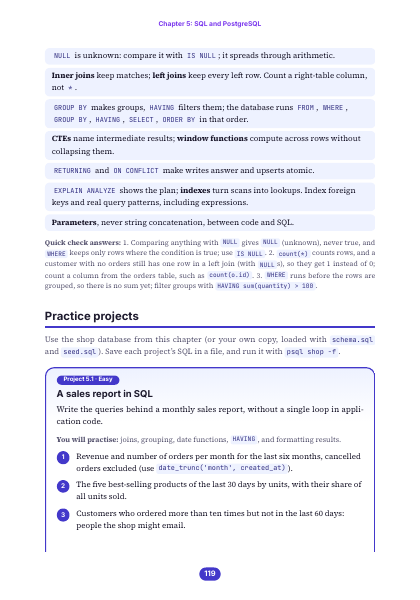 Chapter 5: SQL and PostgreSQL
NULL is unknown: compare it with IS NULL; it spreads through arithmetic.
Inner joins keep matches; left joins keep every left row. Count a right-table column,
not *.
GROUP BY makes groups, HAVING filters them; the database runs FROM, WHERE,
GROUP BY, HAVING, SELECT, ORDER BY in that order.
CTEs name intermediate results; window functions compute across rows without
collapsing them.
RETURNING and ON CONFLICT make writes answer and upserts atomic.
EXPLAIN ANALYZE shows the plan; indexes turn scans into lookups. Index foreign
keys and real query patterns, including expressions.
Parameters, never string concatenation, between code and SQL.
Quick check answers: 1. Comparing anything with NULL gives NULL (unknown), never true, and
WHERE keeps only rows where the condition is true; use IS NULL. 2. count(*) counts rows, and a
customer with no orders still has one row in a left join (with NULLs), so they get 1 instead of 0;
count a column from the orders table, such as count(o.id). 3. WHERE runs before the rows are
grouped, so there is no sum yet; filter groups with HAVING sum(quantity) > 100.
Practice projects
Use the shop database from this chapter (or your own copy, loaded with schema.sql
and seed.sql). Save each project's SQL in a file, and run it with psql shop -f.
Project 5.1 · Easy
A sales report in SQL
Write the queries behind a monthly sales report, without a single loop in appli-
cation code.
You will practise: joins, grouping, date functions, HAVING, and formatting results.
1 Revenue and number of orders per month for the last six months, cancelled
orders excluded (use date_trunc('month', created_at)).
2 The five best-selling products of the last 30 days by units, with their share of
all units sold.
3 Customers who ordered more than ten times but not in the last 60 days:
people the shop might email.
119